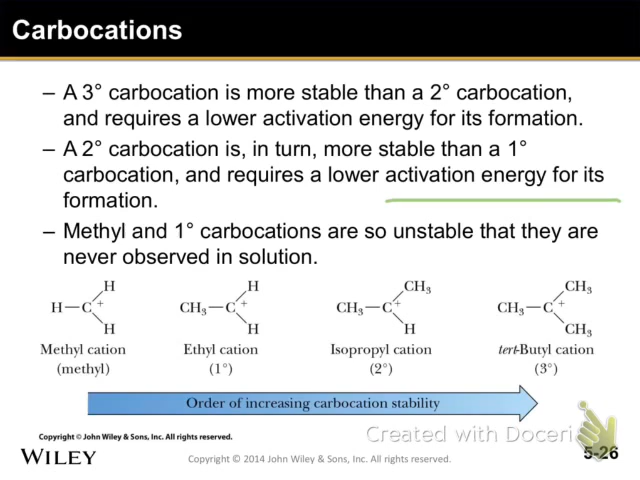 Carbocations
– A 3° carbocation is more stable than a 2° carbocation,
and requires a lower activation energy for its formation.
– A 2° carbocation is, in turn, more stable than a 1°
carbocation, and requires a lower activation energy for its
formation.
– Methyl and 1° carbocations are so unstable that they are
never observed in solution.
H H CH₃ CH₃
H—C⁺ CH₃—C⁺ CH₃—C⁺ CH₃—C⁺
H H H CH₃
Methyl cation Ethyl cation Isopropyl cation tert-Butyl cation
(methyl) (1°) (2°) (3°)
Order of increasing carbocation stability
Copyright © John Wiley & Sons, Inc. All rights reserved.
Created with Doceri
WILEY Copyright © 2014 John Wiley & Sons, Inc. All rights reserved. 5-26